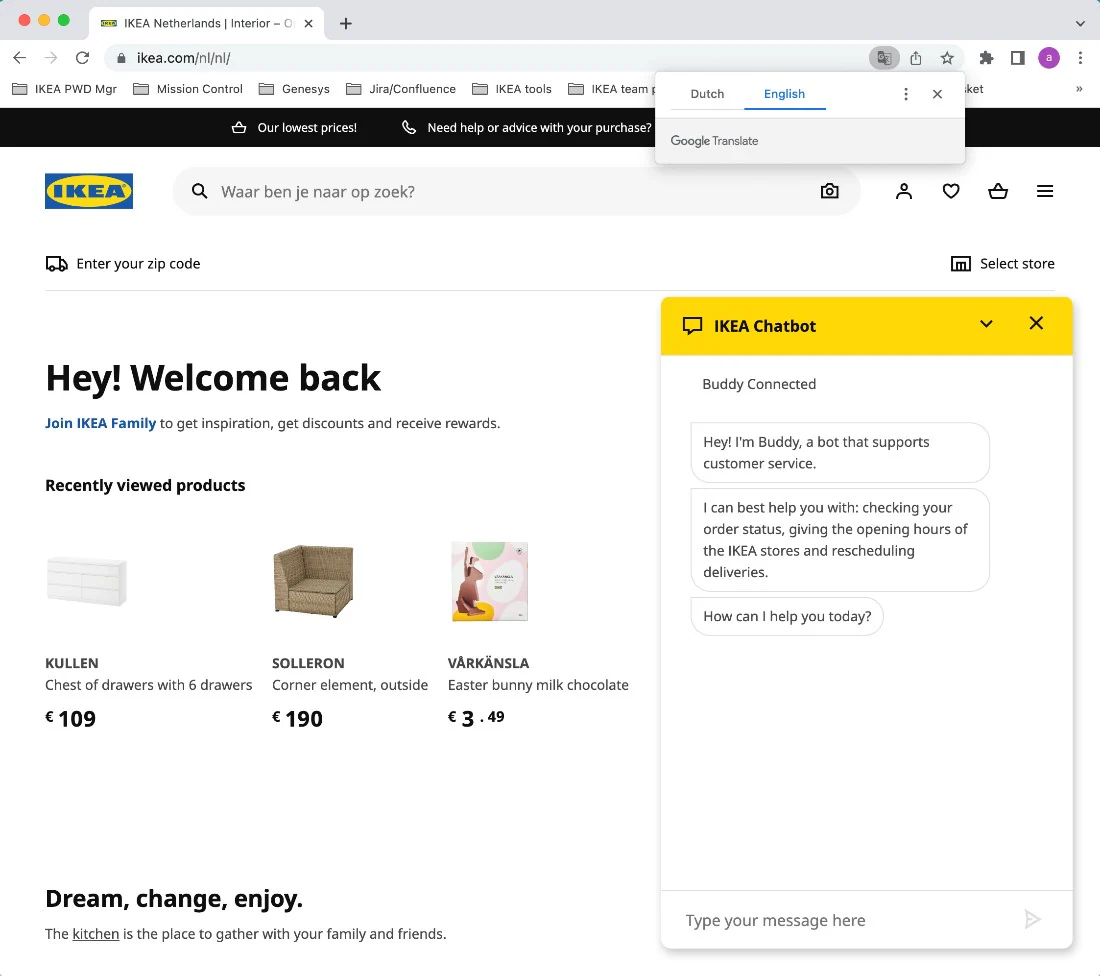 IKEA Netherlands | Interior – O
ikea.com/nl/nl/
a
IKEA PWD Mgr Mission Control Genesys Jira/Confluence IKEA tools IKEA team p ket »
Dutch English
Google Translate
Our lowest prices! Need help or advice with your purchase?
IKEA
Waar ben je naar op zoek?
Enter your zip code Select store
Hey! Welcome back
Join IKEA Family to get inspiration, get discounts and receive rewards.
Recently viewed products
VÅRKÄNSLA
KULLEN
Chest of drawers with 6 drawers
€ 109
SOLLERON
Corner element, outside
€ 190
VÅRKÄNSLA
Easter bunny milk chocolate
€ 3 . 49
Dream, change, enjoy.
The kitchen is the place to gather with your family and friends.
IKEA Chatbot
Buddy Connected
Hey! I'm Buddy, a bot that supports
customer service.
I can best help you with: checking your
order status, giving the opening hours of
the IKEA stores and rescheduling
deliveries.
How can I help you today?
Type your message here